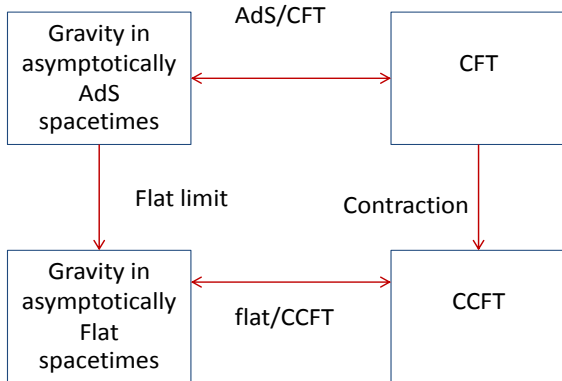 AdS/CFT
Gravity in
asymptotically
AdS
spacetimes
CFT
Flat limit
Contraction
Gravity in
asymptotically
Flat
spacetimes
flat/CCFT
CCFT